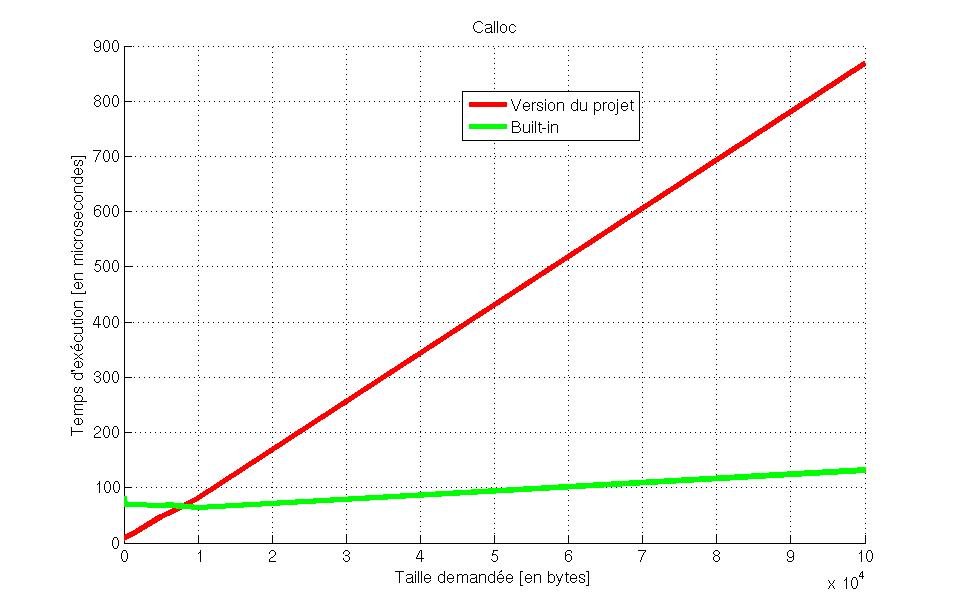 Calloc
Version du projet
Built-in
Temps d'exécution [en microsecondes]
900
800
700
600
500
400
300
200
100
0
0 1 2 3 4 5 6 7 8 9 10
Taille demandée [en bytes]
x 10^4